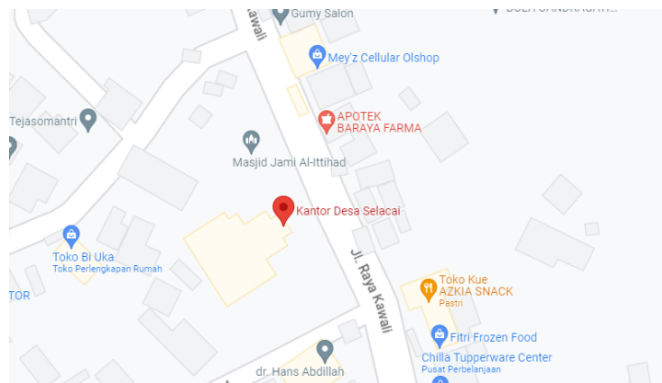 Gumy Salon
Kawali
Mey'z Cellular Olshop
Tejasomantri
APOTEK
BARAYA FARMA
Masjid Jami Al-Ittihad
Kantor Desa Selacai
Toko Bi Uka
Toko Perlengkapan Rumah
Jl. Raya Kawali
TOR
Toko Kue
AZKIA SNACK
Pastri
Fitri Frozen Food
Chilla Tupperware Center
Pusat Perbelanjaan
dr. Hans Abdillah